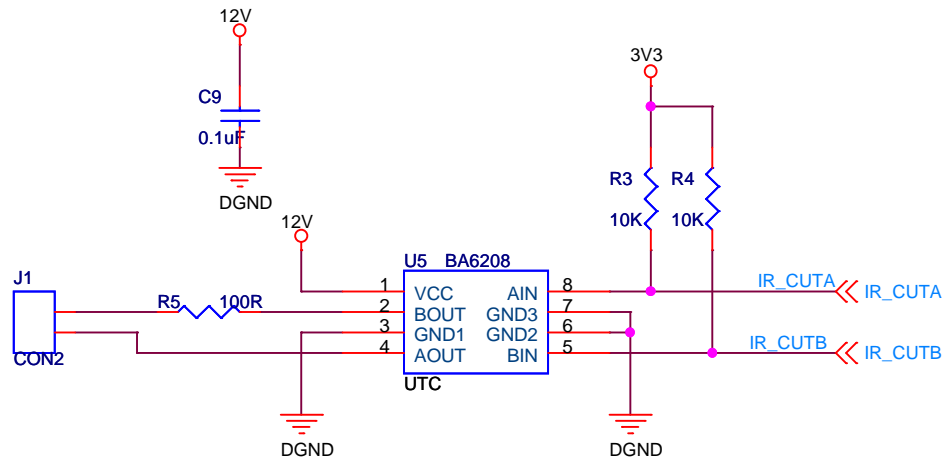 12V
C9
0.1uF
DGND
3V3
R3
R4
10K
10K
12V
U5
BA6208
J1
R5
100R
CON2
1
VCC
AIN
8
2
BOUT
GND3
7
3
GND1
GND2
6
4
AOUT
BIN
5
UTC
IR_CUTA
IR_CUTA
IR_CUTB
IR_CUTB
DGND
DGND